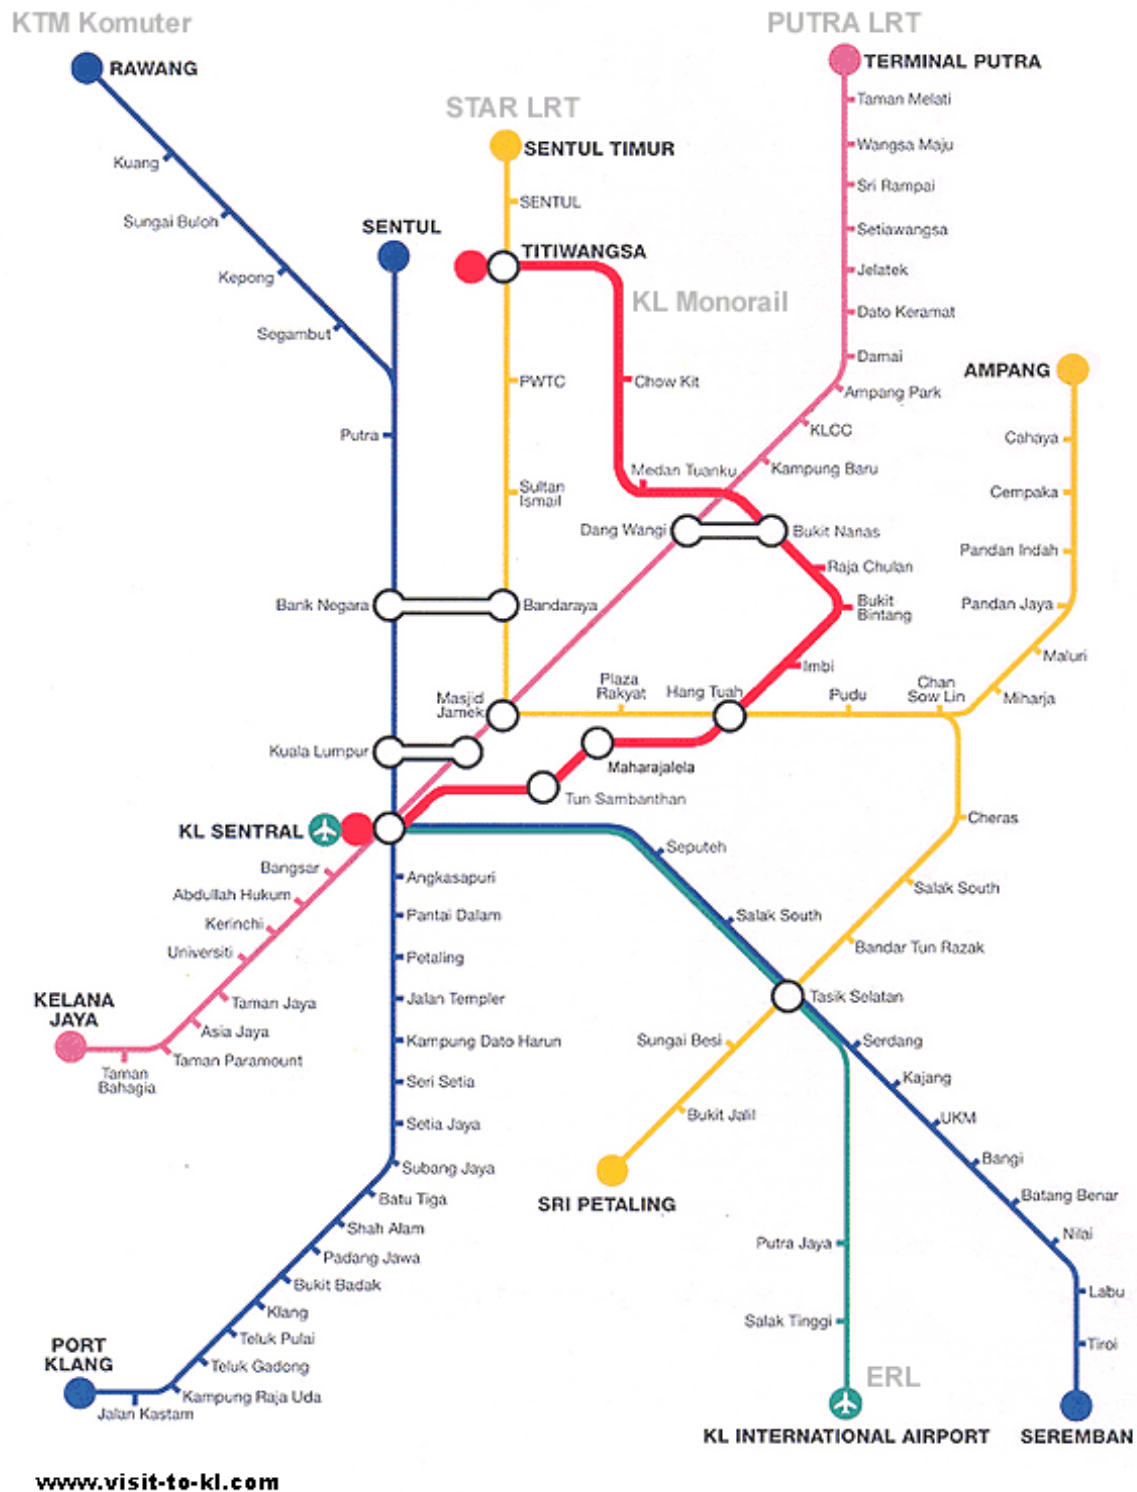 KTM Komuter
PUTRA LRT
RAWANG
TERMINAL PUTRA
Taman Melati
STAR LRT
SENTUL TIMUR
Wangsa Maju
Kuang
Sri Rampai
SENTUL
Sungai Buloh
SENTUL
Setiawangsa
TITIWANGSA
Jelatek
Kepong
KL Monorail
Dato Keramat
Segambut
Damai
AMPANG
PWTC
Chow Kit
Ampang Park
KLCC
Putra
Cahaya
Medan Tuanku
Kampung Baru
Sultan
Ismail
Cempaka
Dang Wangi
Bukit Nanas
Pandan Indah
Raja Chulan
Bank Negara
Bandaraya
Bukit
Bintang
Pandan Jaya
Maluri
Imbi
Plaza
Rakyat
Hang Tuah
Pudu
Chan
Sow Lin
Miharja
Masjid
Jamek
Kuala Lumpur
Maharajalela
Tun Sambanthan
Cheras
KL SENTRAL
Seputeh
Bangsar
Angkasapuri
Abdullah Hukum
Salak South
Pantai Dalam
Salak South
Kerinchi
Universiti
Petaling
Bandar Tun Razak
KELANA
JAYA
Taman Jaya
Jalan Templer
Tasik Selatan
Asia Jaya
Kampung Dato Harun
Sungai Besi
Serdang
Taman Paramount
Taman
Bahagia
Seri Setia
Kajang
Setia Jaya
Bukit Jalil
UKM
Subang Jaya
Bangi
Batu Tiga
SRI PETALING
Batang Benar
Shah Alam
Nilai
Padang Jawa
Putra Jaya
Bukit Badak
Labu
Klang
Salak Tinggi
Teluk Pulai
Tiroi
PORT
KLANG
Teluk Gadong
ERL
Kampung Raja Uda
Jalan Kastam
KL INTERNATIONAL AIRPORT
SEREMBAN
www.visit-to-kl.com